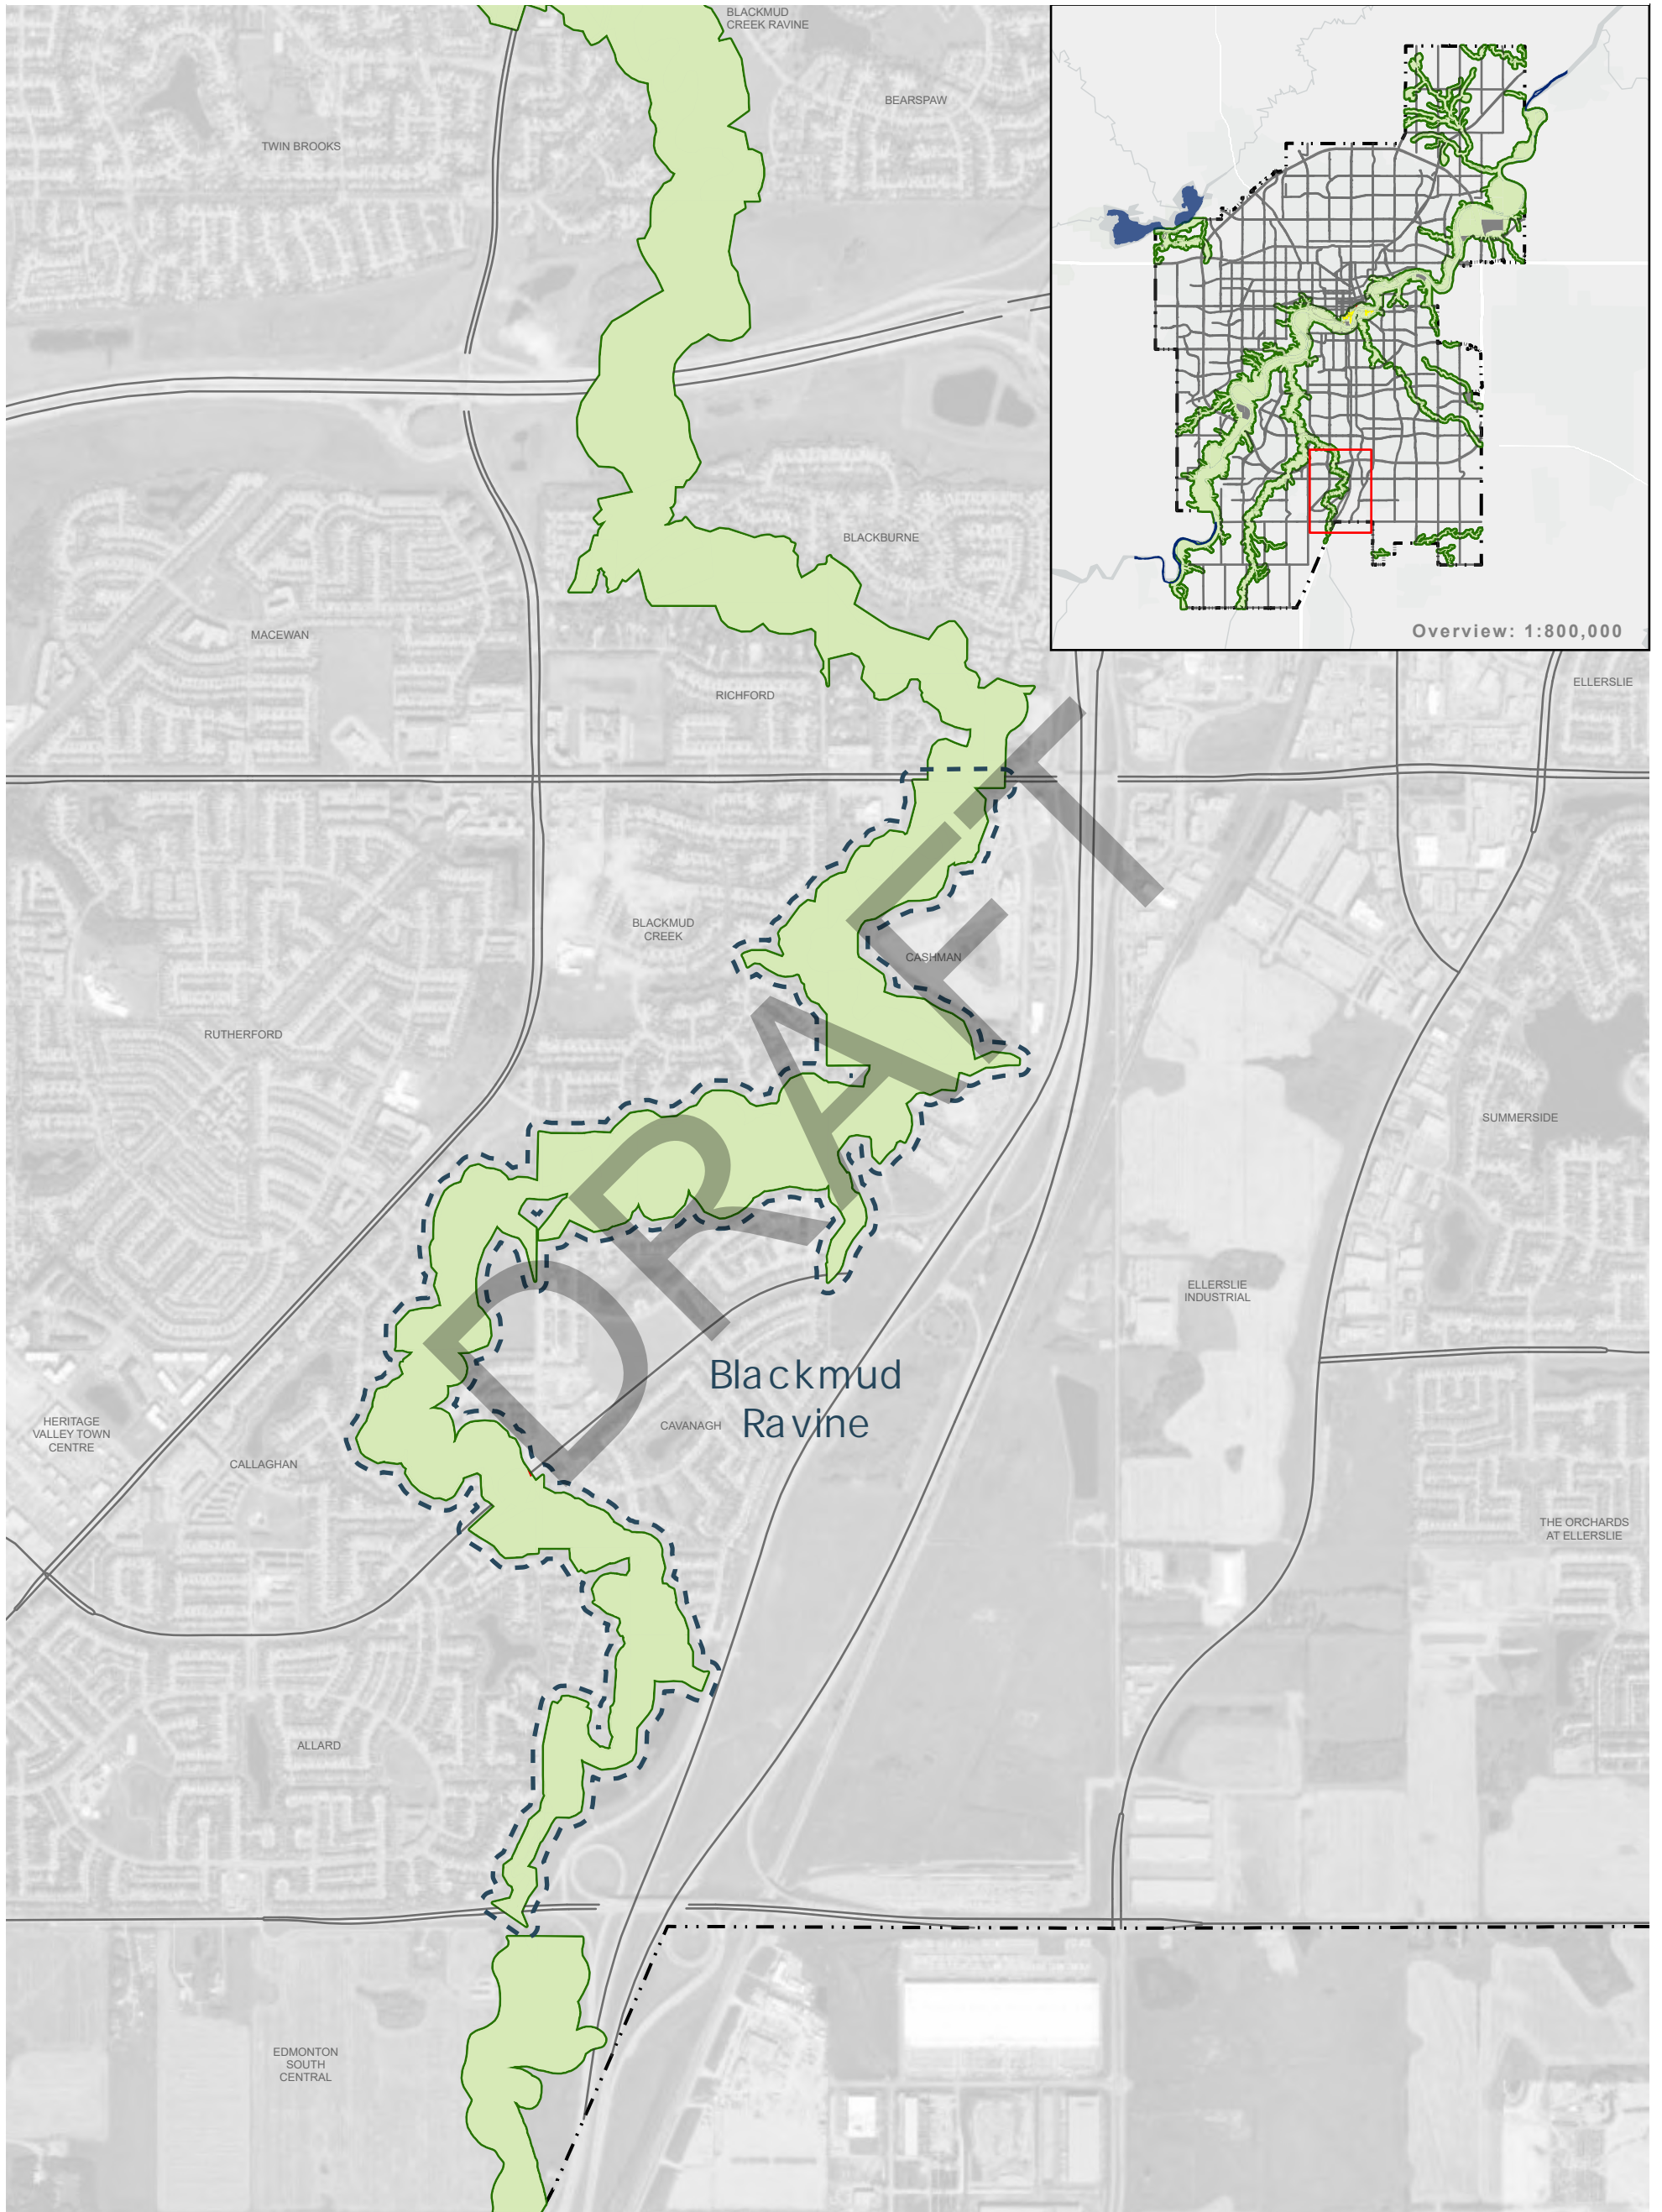 BLACKMUD
CREEK RAVINE
BEARSPAW
TWIN BROOKS
Overview: 1:800,000
BLACKBURNE
MACEWAN
RICHFORD
ELLERSLIE
BLACKMUD
CREEK
CASHMAN
RUTHERFORD
SUMMERSIDE
DRAFT
ELLERSLIE
INDUSTRIAL
Blackmud
Ravine
CAVANAGH
HERITAGE
VALLEY TOWN
CENTRE
CALLAGHAN
THE ORCHARDS
AT ELLERSLIE
ALLARD
EDMONTON
SOUTH
CENTRAL